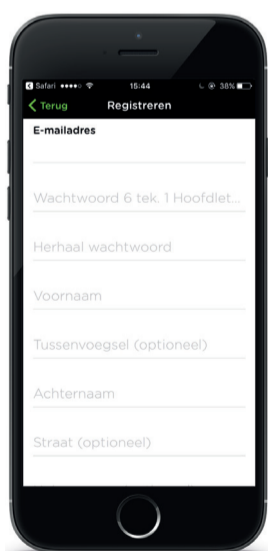 Safari 15:44 38%
Terug Registreren
E-mailadres
Wachtwoord 6 tek. 1 Hoofdlet...
Herhaal wachtwoord
Voornaam
Tussenvoegsel (optioneel)
Achternaam
Straat (optioneel)